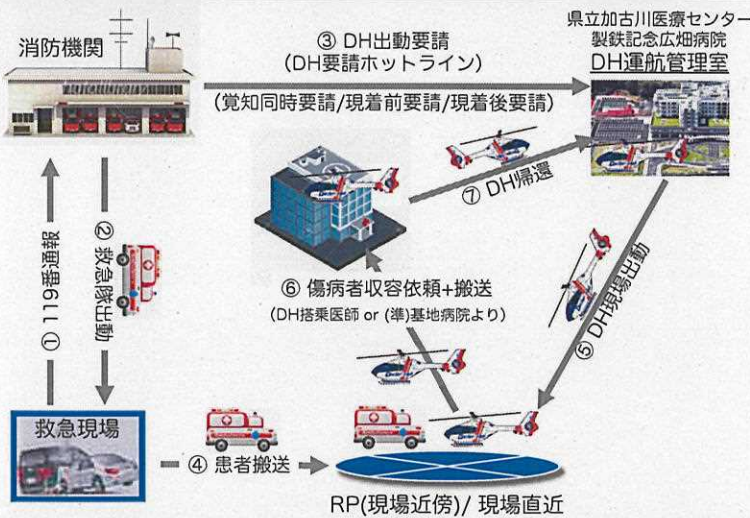 消防機関
③ DH出動要請
(DH要請ホットライン)
(覚知同時要請/現着前要請/現着後要請)
県立加古川医療センター
製鉄記念広畑病院
DH運航管理室
⑦ DH帰還
① 119番通報
② 救急隊出動
⑥ 傷病者収容依頼+搬送
(DH搭乗医師 or (準)基地病院より)
⑤ DH現場出動
救急現場
④ 患者搬送
RP(現場近傍)/ 現場直近